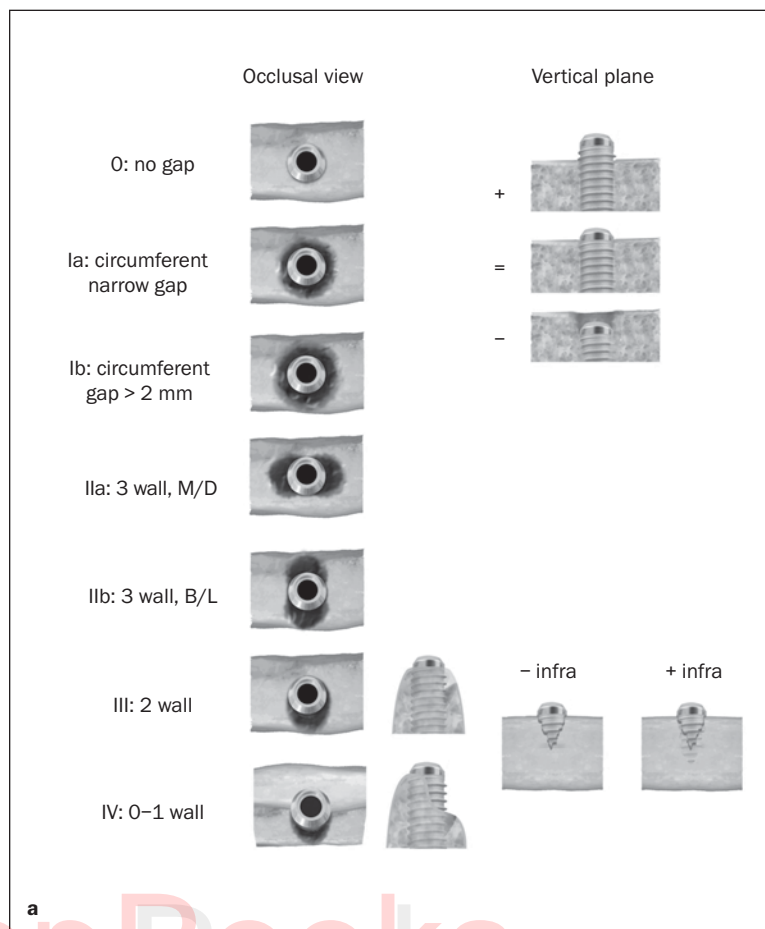 Occlusal view
Vertical plane
0: no gap
+
Ia: circumferent
narrow gap
=
Ib: circumferent
gap > 2 mm
−
IIa: 3 wall, M/D
IIb: 3 wall, B/L
III: 2 wall
− infra
+ infra
IV: 0–1 wall
a